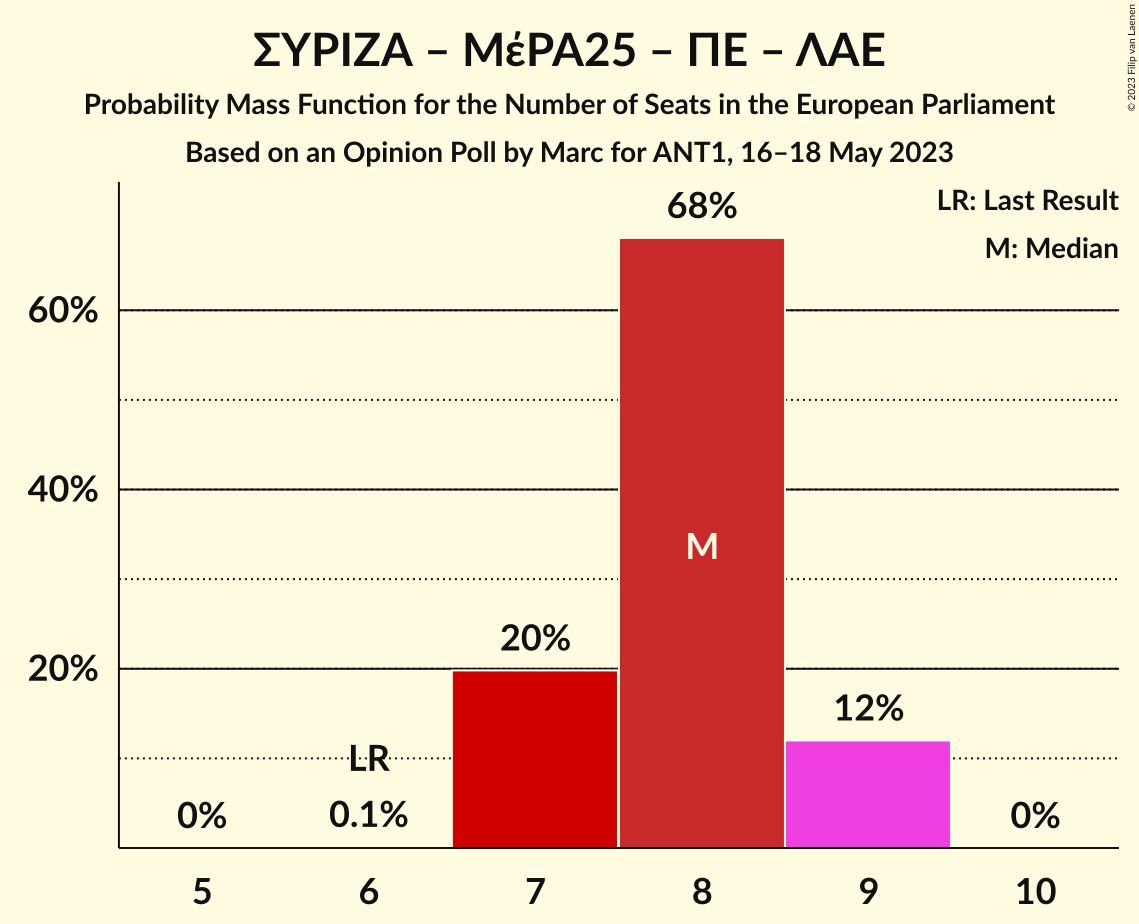 ΣΥΡΙΖΑ – ΜέΡΑ25 – ΠΕ – ΛΑΕ
Probability Mass Function for the Number of Seats in the European Parliament
Based on an Opinion Poll by Marc for ANT1, 16–18 May 2023
© 2023 Filip van Laenen
LR: Last Result
M: Median
68%
60%
40%
M
20%
20%
12%
LR
0%
0.1%
0%
5
6
7
8
9
10